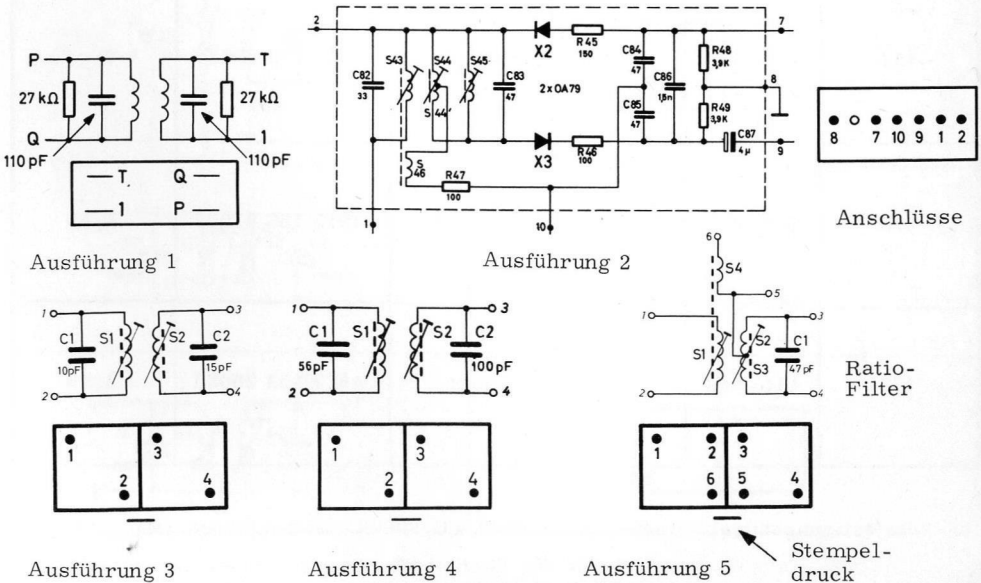 P
T
27 kΩ
27 kΩ
Q
1
110 pF
110 pF
T Q
1 P
Ausführung 1
2
7
C82
33
S43
S44
S44'
S45
C83
47
X2
R45
150
2 x OA79
C84
47
C85
47
C86
1,5n
R48
3,9K
R49
3,9K
8
X3
R46
100
C87
4µ
9
S
46
R47
100
1
10
Ausführung 2
8 7 10 9 1 2
Anschlüsse
1
3
C1
10pF
S1
S2
C2
15pF
2
4
1
3
2
4
Ausführung 3
1
3
C1
56pF
S1
S2
C2
100pF
2
4
1
3
2
4
Ausführung 4
6
S4
5
1
3
S1
S2
S3
C1
47pF
2
4
Ratio-
Filter
1 2 3
6 5 4
Ausführung 5
Stempel-
druck